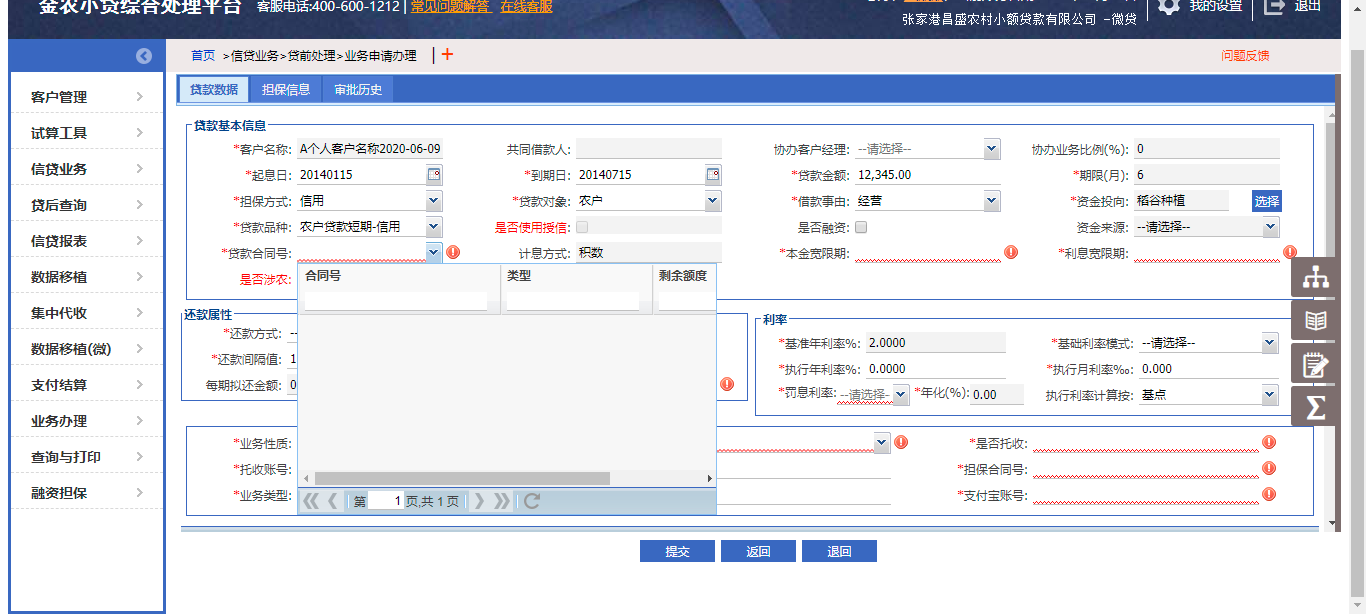 金农小贷综合处理平台 客服电话:400-600-1212 | 常见问题解答 在线客服
张家港昌盛农村小额贷款有限公司 -微贷 我的设置 退出
首页 >信贷业务>贷前处理>业务申请办理 | + 问题反馈
客户管理
试算工具
信贷业务
贷后查询
信贷报表
数据移植
集中代收
数据移植(微)
支付结算
业务办理
查询与打印
融资担保
贷款数据 担保信息 审批历史
贷款基本信息
*客户名称: A个人客户名称2020-06-09 共同借款人: 协办客户经理: --请选择-- 协办业务比例(%): 0
*起息日: 20140115 *到期日: 20140715 *贷款金额: 12,345.00 *期限(月): 6
*担保方式: 信用 *贷款对象: 农户 *借款事由: 经营 *资金投向: 稻谷种植 选择
*贷款品种: 农户贷款短期-信用 是否使用授信: 是否融资: 资金来源: --请选择--
*贷款合同号: 计息方式: 积数 *本金宽限期: *利息宽限期:
是否涉农:
合同号 类型 剩余额度
第 1 页,共 1 页
还款属性
*还款方式: --
*还款间隔值: 1
每期拟还金额: 0
利率
*基准年利率%: 2.0000 *基础利率模式: --请选择--
*执行年利率%: 0.0000 *执行月利率‰: 0.000
*罚息利率: --请选择- *年化(%): 0.00 执行利率计算按: 基点
*业务性质: *是否托收:
*托收账号: *担保合同号:
*业务类型: *支付宝账号:
提交 返回 退回